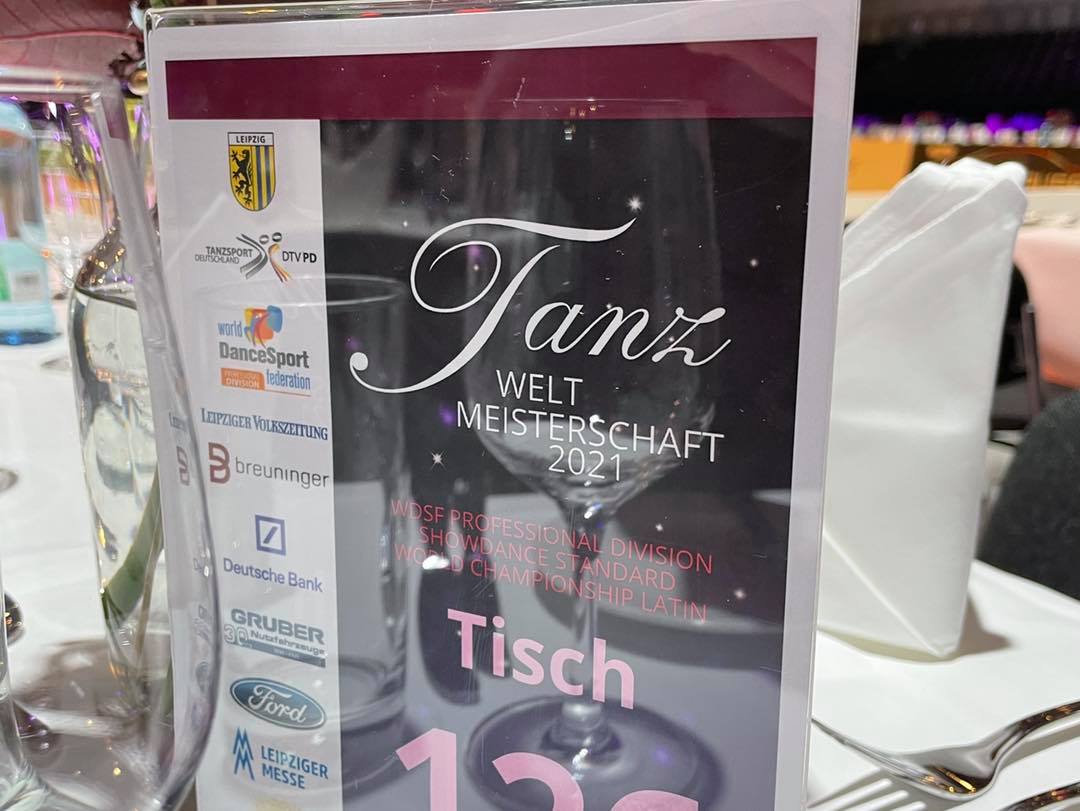 LEIPZIG
TANZSPORT
DEUTSCHLAND
DTV PD
world
DanceSport
PROFESSIONAL
DIVISION
federation
LEIPZIGER VOLKSZEITUNG
breuninger
Deutsche Bank
GRUBER
30 Nutzfahrzeuge
Ford
LEIPZIGER
MESSE
Tanz
WELT
MEISTERSCHAFT
2021
WDSF PROFESSIONAL DIVISION
SHOWDANCE STANDARD
WORLD CHAMPIONSHIP LATIN
Tisch